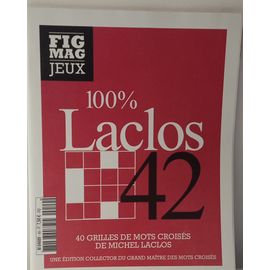 FIG
MAG
JEUX
100%
Laclos
42
40 GRILLES DE MOTS CROISÉS
DE MICHEL LACLOS
UNE ÉDITION COLLECTOR DU GRAND MAÎTRE DES MOTS CROISÉS